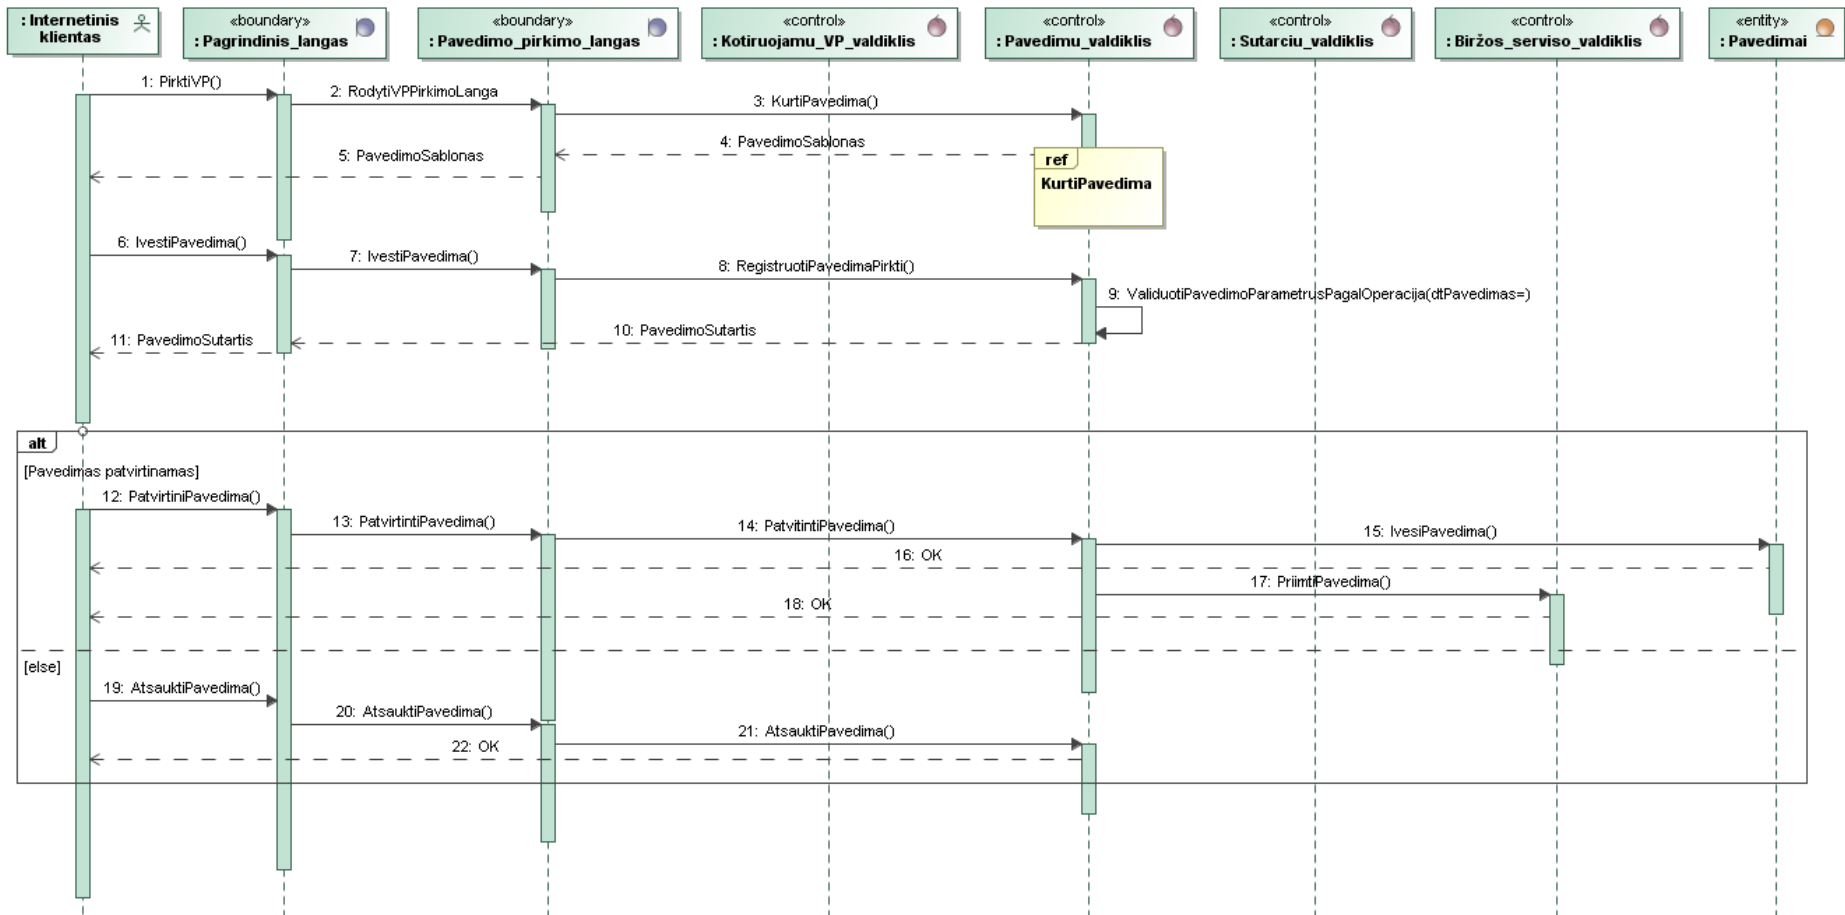 : Internetinis
klientas
«boundary»
: Pagrindinis_langas
«boundary»
: Pavedimo_pirkimo_langas
«control»
: Kotiruojamu_VP_valdiklis
«control»
: Pavedimu_valdiklis
«control»
: Sutarciu_valdiklis
«control»
: Biržos_serviso_valdiklis
«entity»
: Pavedimai
1: PirktiVP()
2: RodytiVPPirkimoLanga
3: KurtiPavedima()
4: PavedimoSablonas
5: PavedimoSablonas
ref
KurtiPavedima
6: IvestiPavedima()
7: IvestiPavedima()
8: RegistruotiPavedimaPirkti()
9: ValiduotiPavedimoParametrusPagalOperacija(dtPavedimas=)
10: PavedimoSutartis
11: PavedimoSutartis
alt
[Pavedimas patvirtinamas]
12: PatvirtiniPavedima()
13: PatvirtintiPavedima()
14: PatvitintiPavedima()
15: IvesiPavedima()
16: OK
17: PriimtiPavedima()
18: OK
[else]
19: AtsauktiPavedima()
20: AtsauktiPavedima()
21: AtsauktiPavedima()
22: OK